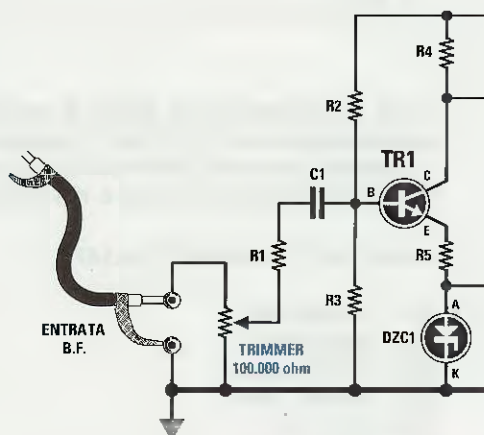 R4
R2
TR1
C1
C
B
E
R1
R5
R3
A
DZC1
K
ENTRATA
B.F.
TRIMMER
100.000 ohm